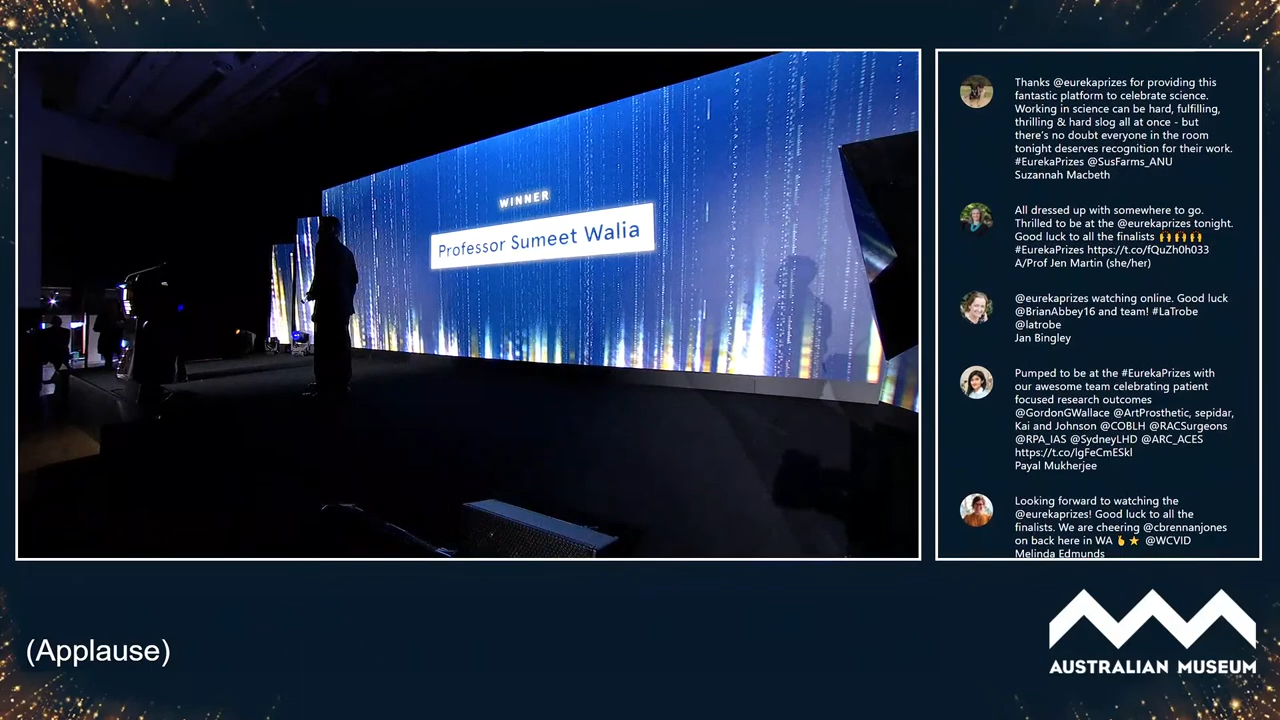 WINNER
Professor Sumeet Walia
Thanks @eurekaprizes for providing this
fantastic platform to celebrate science.
Working in science can be hard, fulfilling,
thrilling & hard slog all at once - but
there's no doubt everyone in the room
tonight deserves recognition for their work.
#EurekaPrizes @SusFarms_ANU
Suzannah Macbeth
All dressed up with somewhere to go.
Thrilled to be at the @eurekaprizes tonight.
Good luck to all the finalists 🙌🙌🙌
#EurekaPrizes https://t.co/fQuZh0h033
A/Prof Jen Martin (she/her)
@eurekaprizes watching online. Good luck
@BrianAbbey16 and team! #LaTrobe
@latrobe
Jan Bingley
Pumped to be at the #EurekaPrizes with
our awesome team celebrating patient
focused research outcomes
@GordonGWallace @ArtProsthetic, sepidar,
Kai and Johnson @COBLH @RACSurgeons
@RPA_IAS @SydneyLHD @ARC_ACES
https://t.co/lgFeCmESkl
Payal Mukherjee
Looking forward to watching the
@eurekaprizes! Good luck to all the
finalists. We are cheering @cbrennanjones
on back here in WA 🫰⭐ @WCVID
Melinda Edmunds
(Applause)
AUSTRALIAN MUSEUM